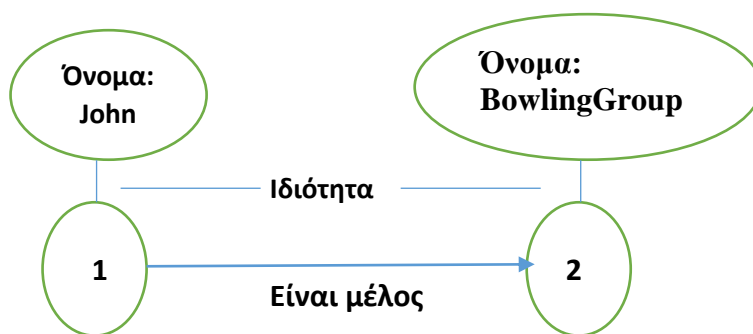 Όνομα:
John
Όνομα:
BowlingGroup
Ιδιότητα
1
2
Είναι μέλος